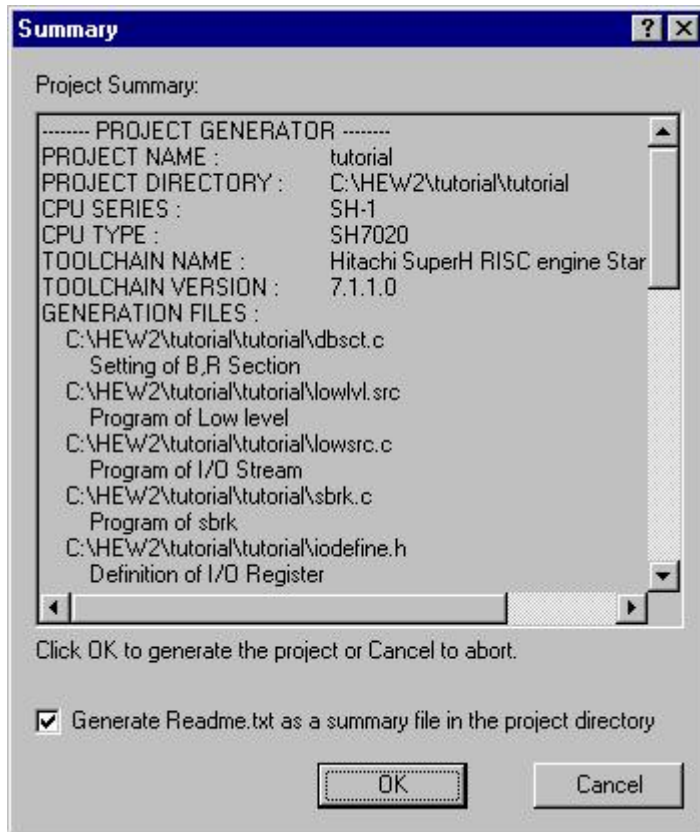 Summary
Project Summary:
-------- PROJECT GENERATOR --------
PROJECT NAME : tutorial
PROJECT DIRECTORY : C:\HEW2\tutorial\tutorial
CPU SERIES : SH-1
CPU TYPE : SH7020
TOOLCHAIN NAME : Hitachi SuperH RISC engine Star
TOOLCHAIN VERSION : 7.1.1.0
GENERATION FILES :
C:\HEW2\tutorial\tutorial\dbsct.c
Setting of B,R Section
C:\HEW2\tutorial\tutorial\lowlvl.src
Program of Low level
C:\HEW2\tutorial\tutorial\lowsrc.c
Program of I/O Stream
C:\HEW2\tutorial\tutorial\sbrk.c
Program of sbrk
C:\HEW2\tutorial\tutorial\iodefine.h
Definition of I/O Register
Click OK to generate the project or Cancel to abort.
Generate Readme.txt as a summary file in the project directory
OK Cancel